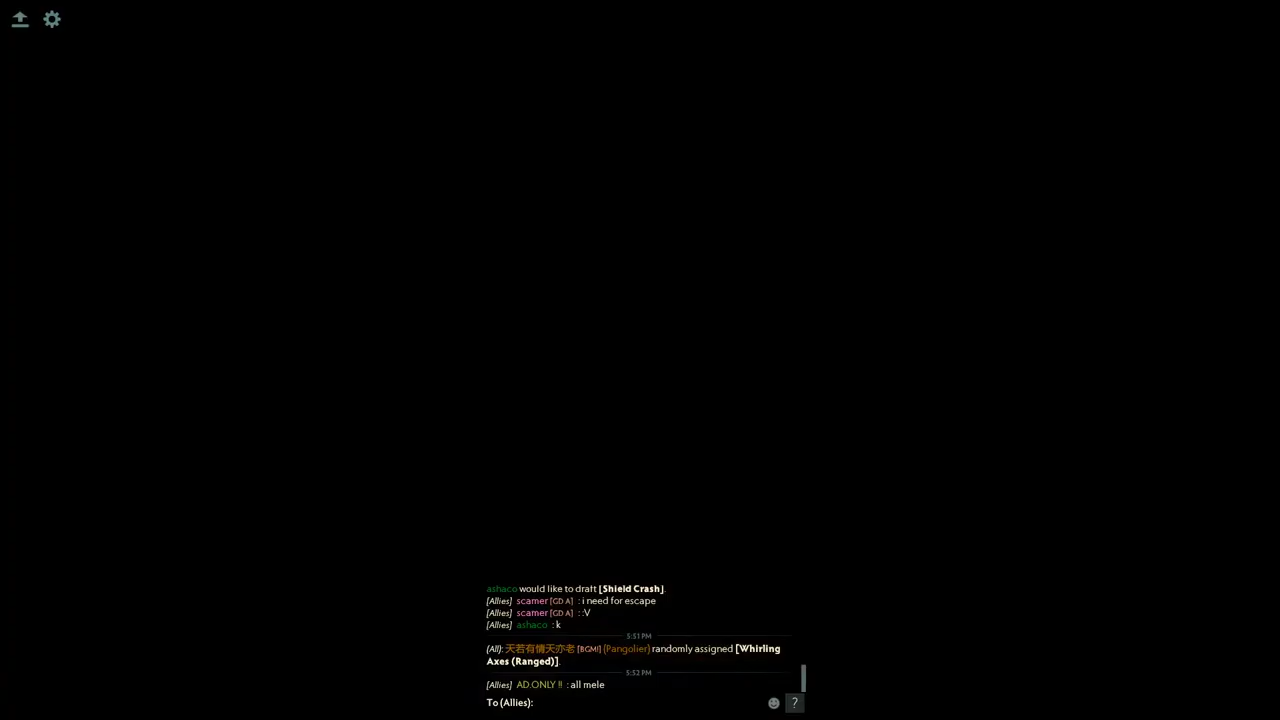 ashaco would like to draft [Shield Crash].
[Allies] scamer [GD A] : i need for escape
[Allies] scamer [GD A] : :V
[Allies] ashaco : k
5:51 PM
(All): 天若有情天亦老 [BGM!] (Pangolier) randomly assigned [Whirling
Axes (Ranged)].
5:52 PM
[Allies] AD.ONLY !! : all mele
To (Allies):
?